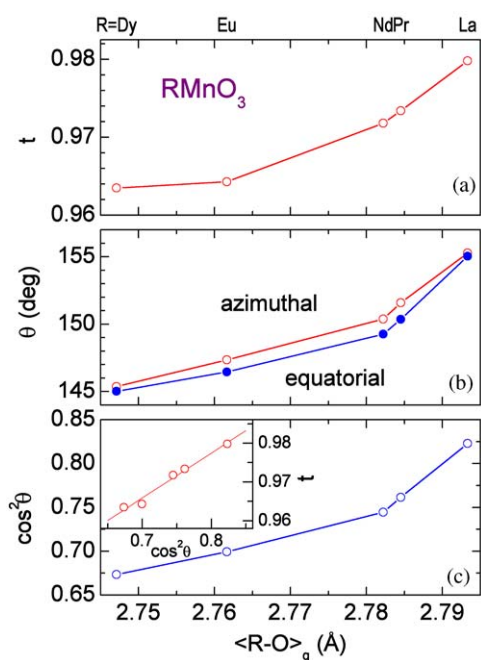 R=Dy Eu NdPr La
0.98
RMnO₃
0.97
t
0.96
(a)
155
azimuthal
θ (deg)
150
equatorial
145
(b)
0.85
0.98
0.80
0.97 t
cos²θ
0.75
0.96
0.7 0.8
cos²θ
0.70
(c)
0.65
2.75 2.76 2.77 2.78 2.79
<R-O>g (Å)